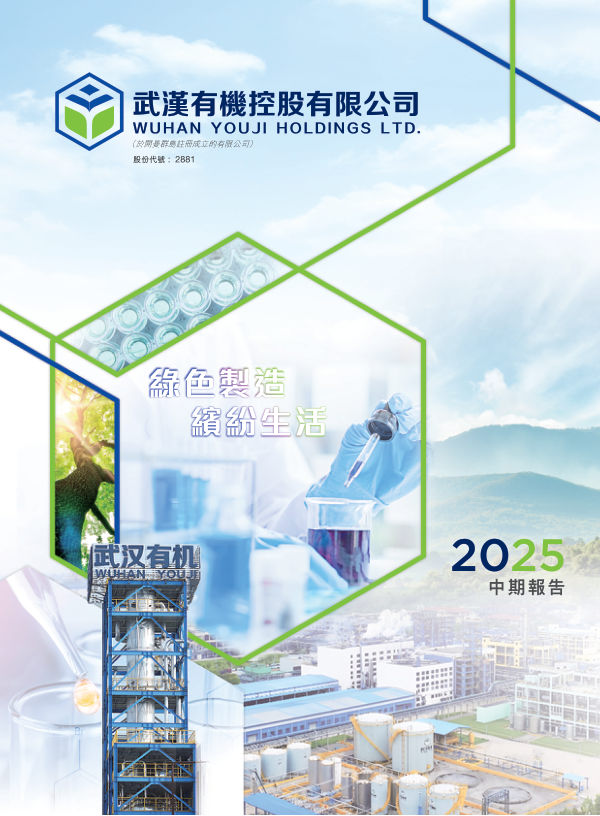 武漢有機控股有限公司
WUHAN YOUJI HOLDINGS LTD.
（於開曼群島註冊成立的有限公司）
股份代號： 2881
綠色製造
繽紛生活
武汉有机
WUHAN YOUJI
2025
中期報告